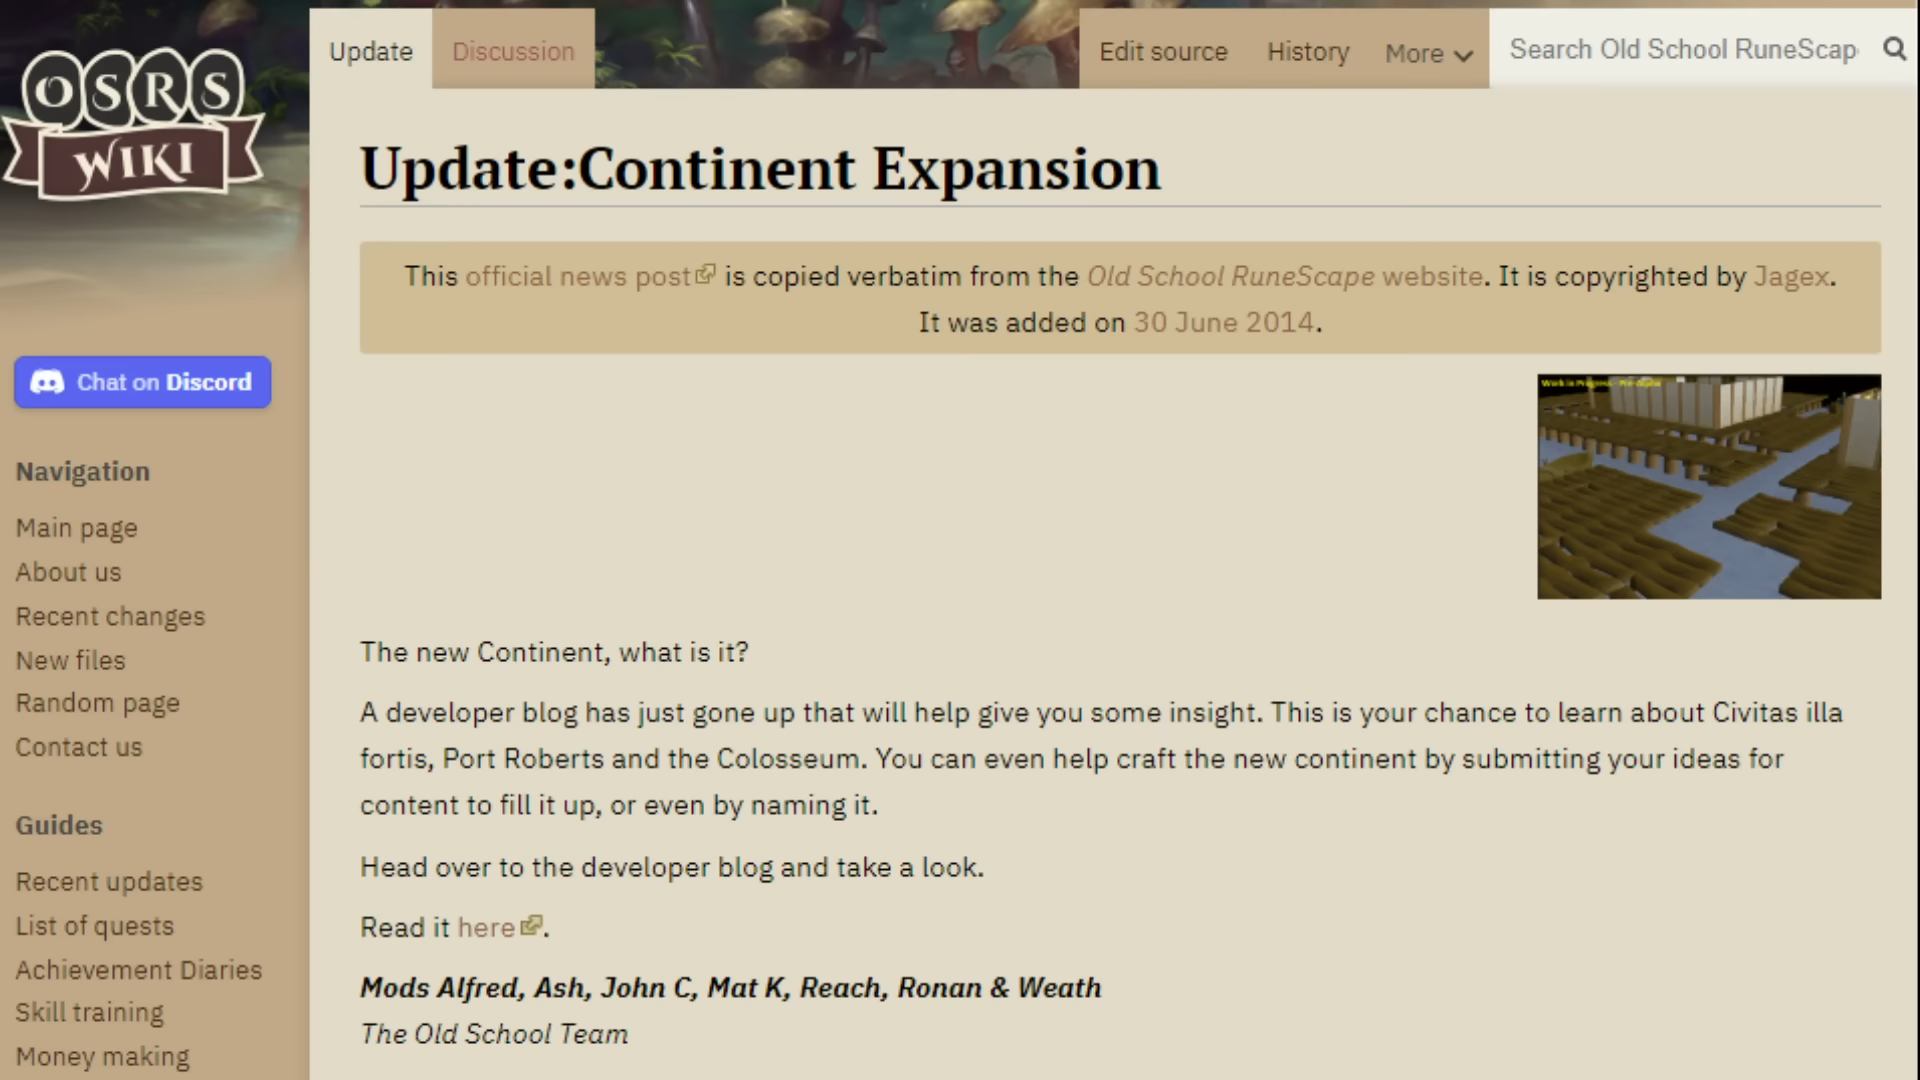 OSRS
WIKI
Update
Discussion
Edit source
History
More
Search Old School RuneScap
Update:Continent Expansion
This official news post is copied verbatim from the Old School RuneScape website. It is copyrighted by Jagex.
It was added on 30 June 2014.
Work in Progress - Pre-Alpha
Chat on Discord
Navigation
Main page
About us
Recent changes
New files
Random page
Contact us
Guides
Recent updates
List of quests
Achievement Diaries
Skill training
Money making
The new Continent, what is it?
A developer blog has just gone up that will help give you some insight. This is your chance to learn about Civitas illa
fortis, Port Roberts and the Colosseum. You can even help craft the new continent by submitting your ideas for
content to fill it up, or even by naming it.
Head over to the developer blog and take a look.
Read it here.
Mods Alfred, Ash, John C, Mat K, Reach, Ronan & Weath
The Old School Team